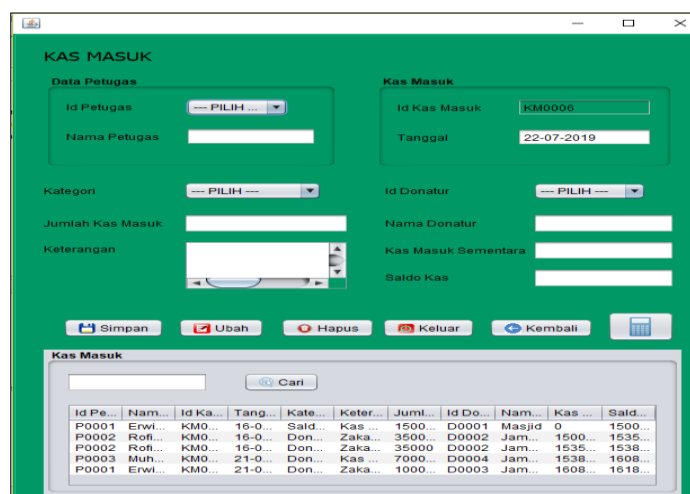 KAS MASUK
Data Petugas
Id Petugas --- PILIH ...
Nama Petugas
Kas Masuk
Id Kas Masuk KM0006
Tanggal 22-07-2019
Kategori --- PILIH ---
Id Donatur --- PILIH ---
Jumlah Kas Masuk
Nama Donatur
Keterangan
Kas Masuk Sementara
Saldo Kas
Simpan Ubah Hapus Keluar Kembali
Kas Masuk
Cari
Id Pe... Nam... Id Ka... Tang... Kate... Keter... Juml... Id Do... Nam... Kas ... Sald...
P0001 Erwi... KM0... 16-0... Sald... Kas ... 1500... D0001 Masjid 0 1500...
P0002 Rofi... KM0... 16-0... Don... Zaka... 3500... D0002 Jam... 1500... 1535...
P0002 Rofi... KM0... 16-0... Don... Zaka... 35000 D0002 Jam... 1535... 1538...
P0003 Muh... KM0... 21-0... Don... Kas ... 7000... D0004 Jam... 1538... 1608...
P0001 Erwi... KM0... 21-0... Don... Zaka... 1000... D0003 Jam... 1608... 1618...